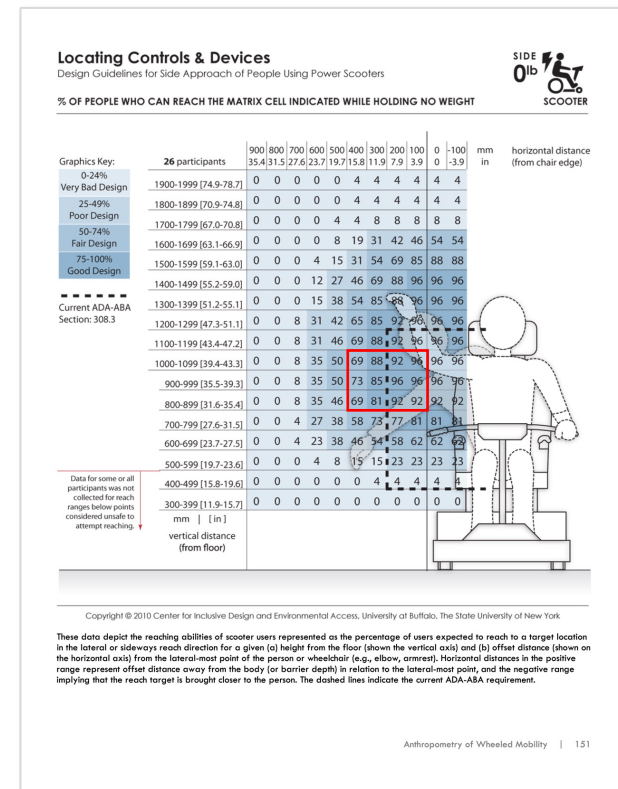 Locating Controls & Devices
Design Guidelines for Side Approach of People Using Power Scooters
SIDE
0lb
SCOOTER
% OF PEOPLE WHO CAN REACH THE MATRIX CELL INDICATED WHILE HOLDING NO WEIGHT
900 800 700 600 500 400 300 200 100 0 -100 mm horizontal distance
Graphics Key: 26 participants 35.4 31.5 27.6 23.7 19.7 15.8 11.9 7.9 3.9 0 -3.9 in (from chair edge)
0-24%
Very Bad Design
25-49%
Poor Design
50-74%
Fair Design
75-100%
Good Design
Current ADA-ABA
Section: 308.3
1900-1999 [74.9-78.7] 0 0 0 0 0 4 4 4 4 4 4
1800-1899 [70.9-74.8] 0 0 0 0 0 4 4 4 4 4 4
1700-1799 [67.0-70.8] 0 0 0 0 4 4 8 8 8 8 8
1600-1699 [63.1-66.9] 0 0 0 0 8 19 31 42 46 54 54
1500-1599 [59.1-63.0] 0 0 0 4 15 31 54 69 85 88 88
1400-1499 [55.2-59.0] 0 0 0 12 27 46 69 88 96 96 96
1300-1399 [51.2-55.1] 0 0 0 15 38 54 85 88 96 96 96
1200-1299 [47.3-51.1] 0 0 8 31 42 65 85 92 96 96 96
1100-1199 [43.4-47.2] 0 0 8 31 46 69 88 92 96 96 96
1000-1099 [39.4-43.3] 0 0 8 35 50 69 88 92 96 96 96
900-999 [35.5-39.3] 0 0 8 35 50 73 85 96 96 96 96
800-899 [31.6-35.4] 0 0 8 35 46 69 81 92 92 92 92
700-799 [27.6-31.5] 0 0 4 27 38 58 73 77 81 81 81
600-699 [23.7-27.5] 0 0 4 23 38 46 54 58 62 62 62
500-599 [19.7-23.6] 0 0 0 4 8 15 15 23 23 23 23
400-499 [15.8-19.6] 0 0 0 0 0 0 4 4 4 4 4
300-399 [11.9-15.7] 0 0 0 0 0 0 0 0 0 0 0
Data for some or all
participants was not
collected for reach
ranges below points
considered unsafe to
attempt reaching.
mm | [in]
vertical distance
(from floor)
Copyright © 2010 Center for Inclusive Design and Environmental Access, University at Buffalo, The State University of New York
These data depict the reaching abilities of scooter users represented as the percentage of users expected to reach to a target location
in the lateral or sideways reach direction for a given (a) height from the floor (shown the vertical axis) and (b) offset distance (shown on
the horizontal axis) from the lateral-most point of the person or wheelchair (e.g., elbow, armrest). Horizontal distances in the positive
range represent offset distance away from the body (or barrier depth) in relation to the lateral-most point, and the negative range
implying that the reach target is brought closer to the person. The dashed lines indicate the current ADA-ABA requirement.
Anthropometry of Wheeled Mobility | 151